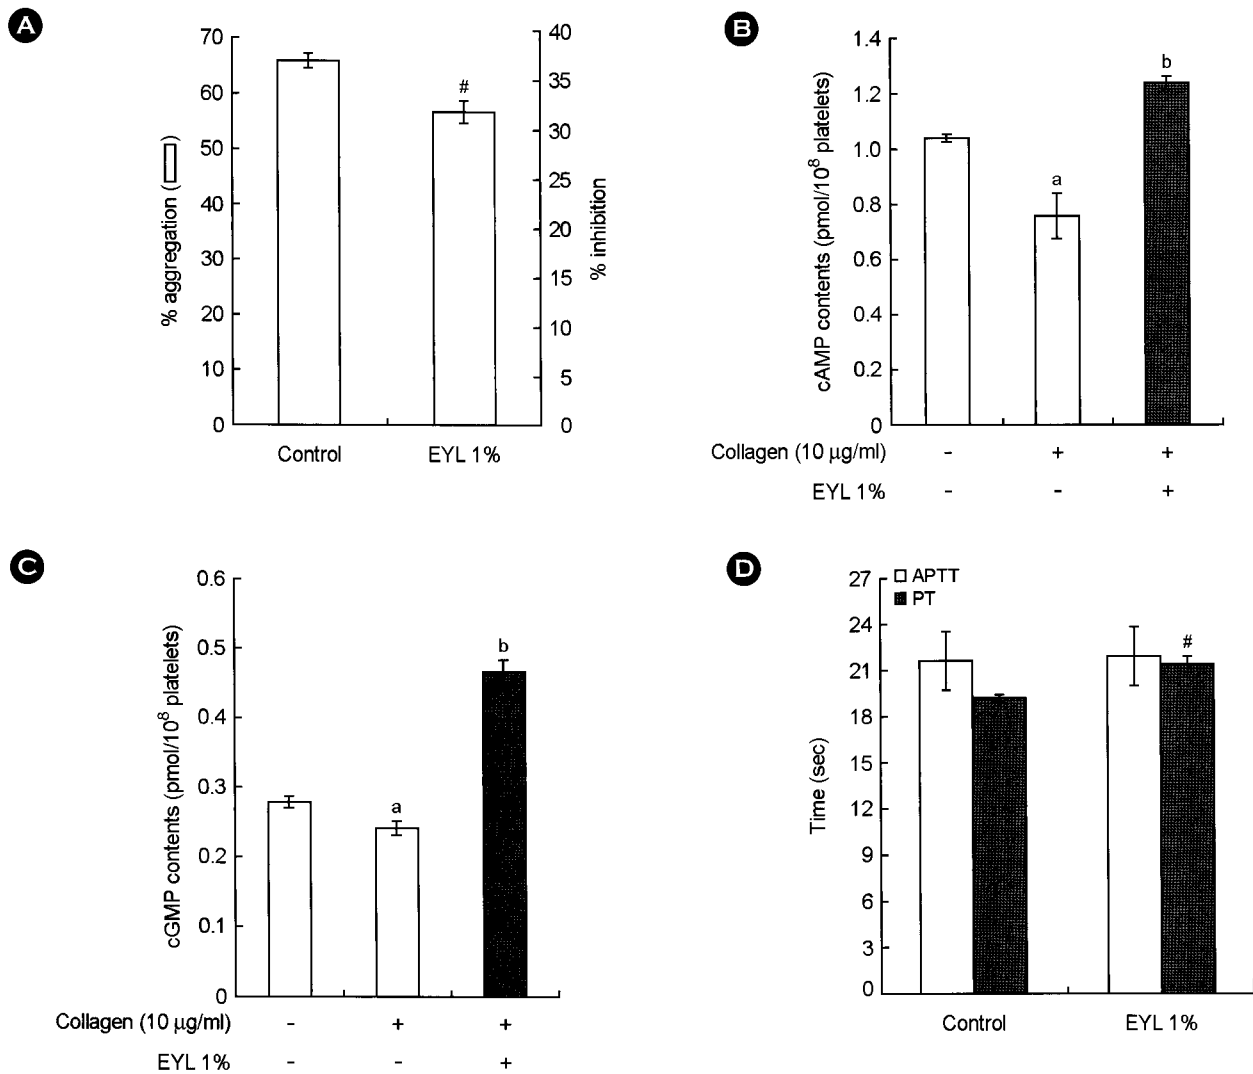 A
% aggregation ( )
70
60
50
40
30
20
10
0
#
40
35
30
25
20
15
10
5
0
% inhibition
Control EYL 1%
B
cAMP contents (pmol/10⁸ platelets)
1.4
1.2
1.0
0.8
0.6
0.4
0.2
0
a
b
Collagen (10 μg/ml) - + +
EYL 1% - - +
C
cGMP contents (pmol/10⁸ platelets)
0.6
0.5
0.4
0.3
0.2
0.1
0
a
b
Collagen (10 μg/ml) - + +
EYL 1% - - +
D
APTT
PT
Time (sec)
27
24
21
18
15
12
9
6
3
0
#
Control EYL 1%